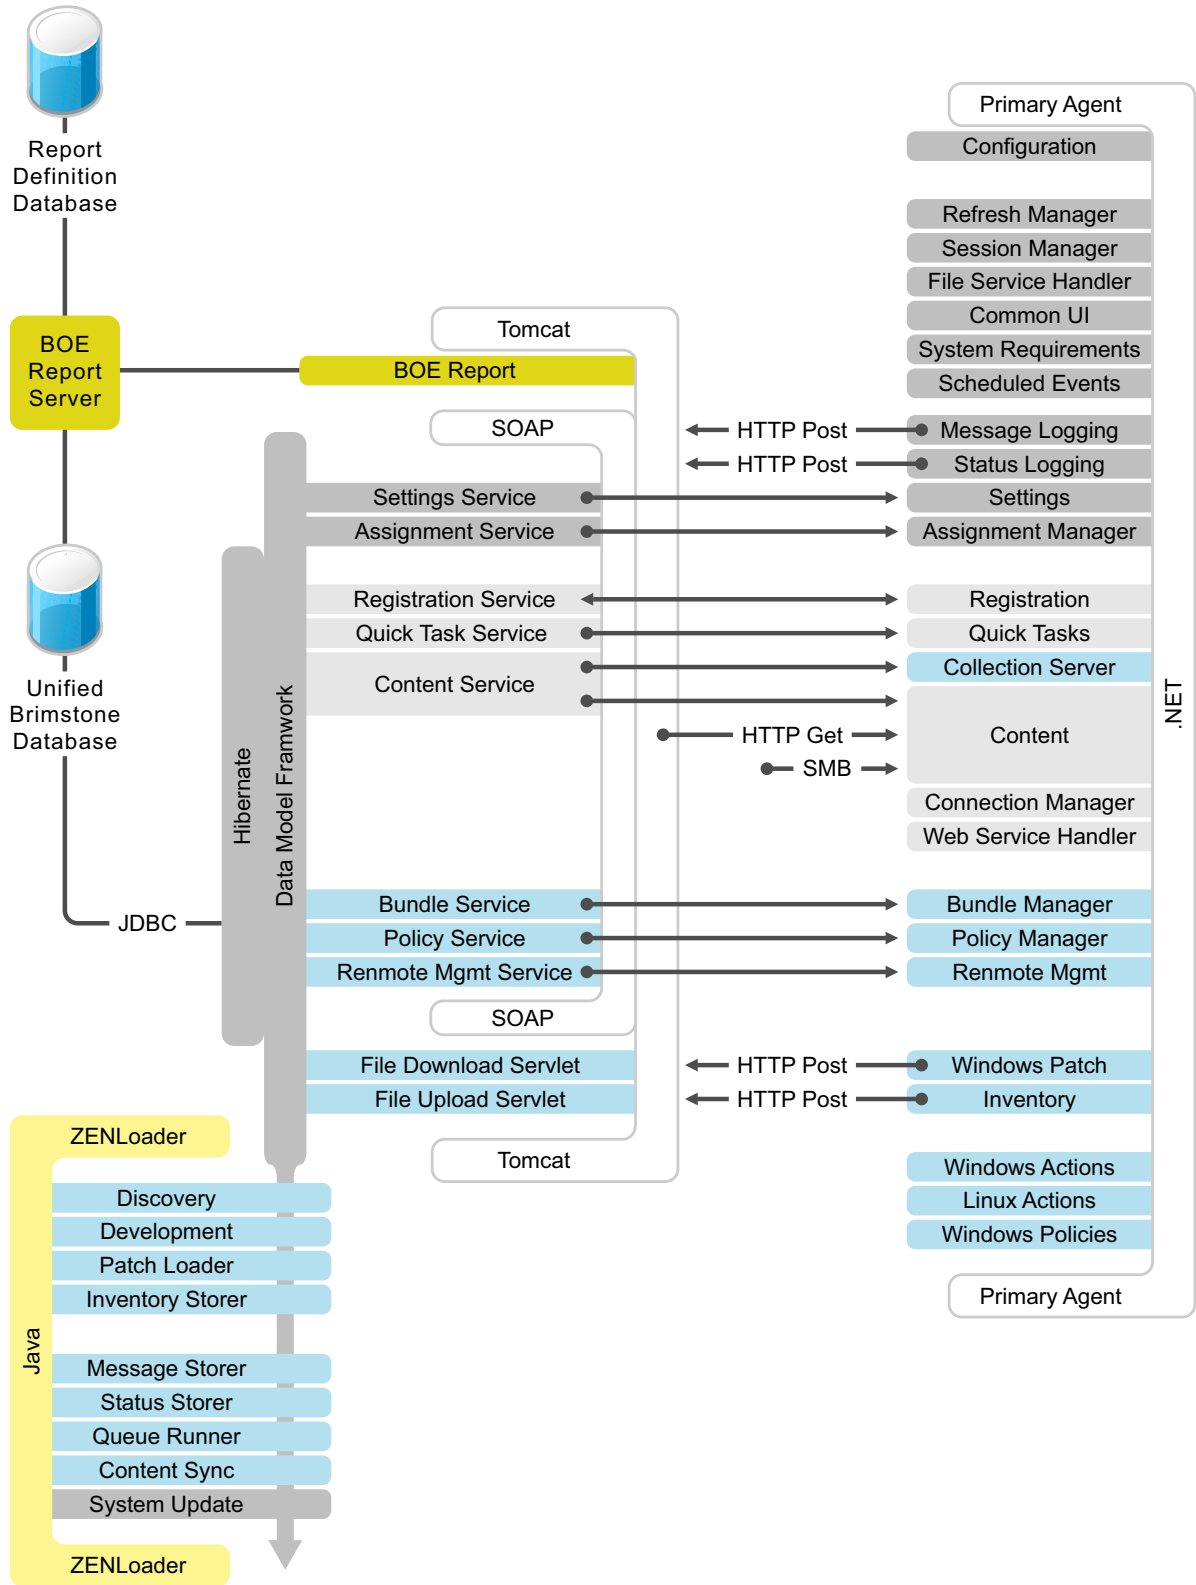 Report
Definition
Database
BOE
Report
Server
Unified
Brimstone
Database
JDBC
Hibernate
Data Model Framwork
Tomcat
BOE Report
SOAP
Settings Service
Assignment Service
Registration Service
Quick Task Service
Content Service
Bundle Service
Policy Service
Renmote Mgmt Service
SOAP
File Download Servlet
File Upload Servlet
Tomcat
HTTP Post
HTTP Post
HTTP Get
SMB
HTTP Post
HTTP Post
Primary Agent
Configuration
Refresh Manager
Session Manager
File Service Handler
Common UI
System Requirements
Scheduled Events
Message Logging
Status Logging
Settings
Assignment Manager
Registration
Quick Tasks
Collection Server
Content
Connection Manager
Web Service Handler
Bundle Manager
Policy Manager
Renmote Mgmt
Windows Patch
Inventory
Windows Actions
Linux Actions
Windows Policies
Primary Agent
.NET
ZENLoader
Discovery
Development
Patch Loader
Inventory Storer
Message Storer
Status Storer
Queue Runner
Content Sync
System Update
ZENLoader
Java